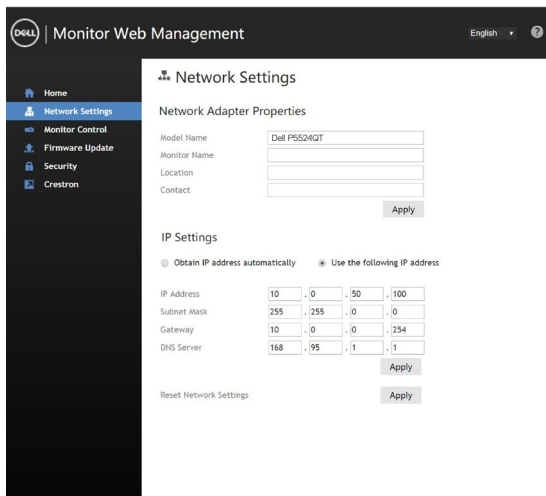 DELL | Monitor Web Management English ?
Home
Network Settings
Monitor Control
Firmware Update
Security
Crestron
Network Settings
Network Adapter Properties
Model Name Dell P5524QT
Monitor Name
Location
Contact
Apply
IP Settings
Obtain IP address automatically Use the following IP address
IP Address 10 . 0 . 50 . 100
Subnet Mask 255 . 255 . 0 . 0
Gateway 10 . 0 . 0 . 254
DNS Server 168 . 95 . 1 . 1
Apply
Reset Network Settings Apply